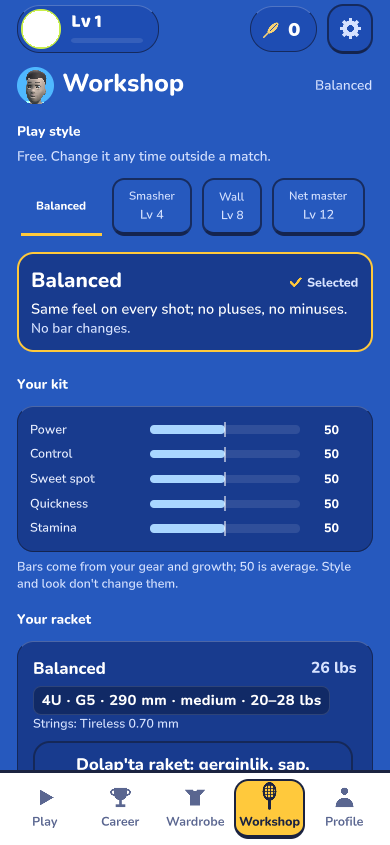 Lv 1
0
Workshop
Balanced
Play style
Free. Change it any time outside a match.
Balanced
Smasher
Lv 4
Wall
Lv 8
Net master
Lv 12
Balanced
Selected
Same feel on every shot; no pluses, no minuses.
No bar changes.
Your kit
Power 50
Control 50
Sweet spot 50
Quickness 50
Stamina 50
Bars come from your gear and growth; 50 is average. Style
and look don't change them.
Your racket
Balanced 26 lbs
4U · G5 · 290 mm · medium · 20–28 lbs
Strings: Tireless 0.70 mm
Dolap'ta raket: gerginlik, sap,
Play
Career
Wardrobe
Workshop
Profile